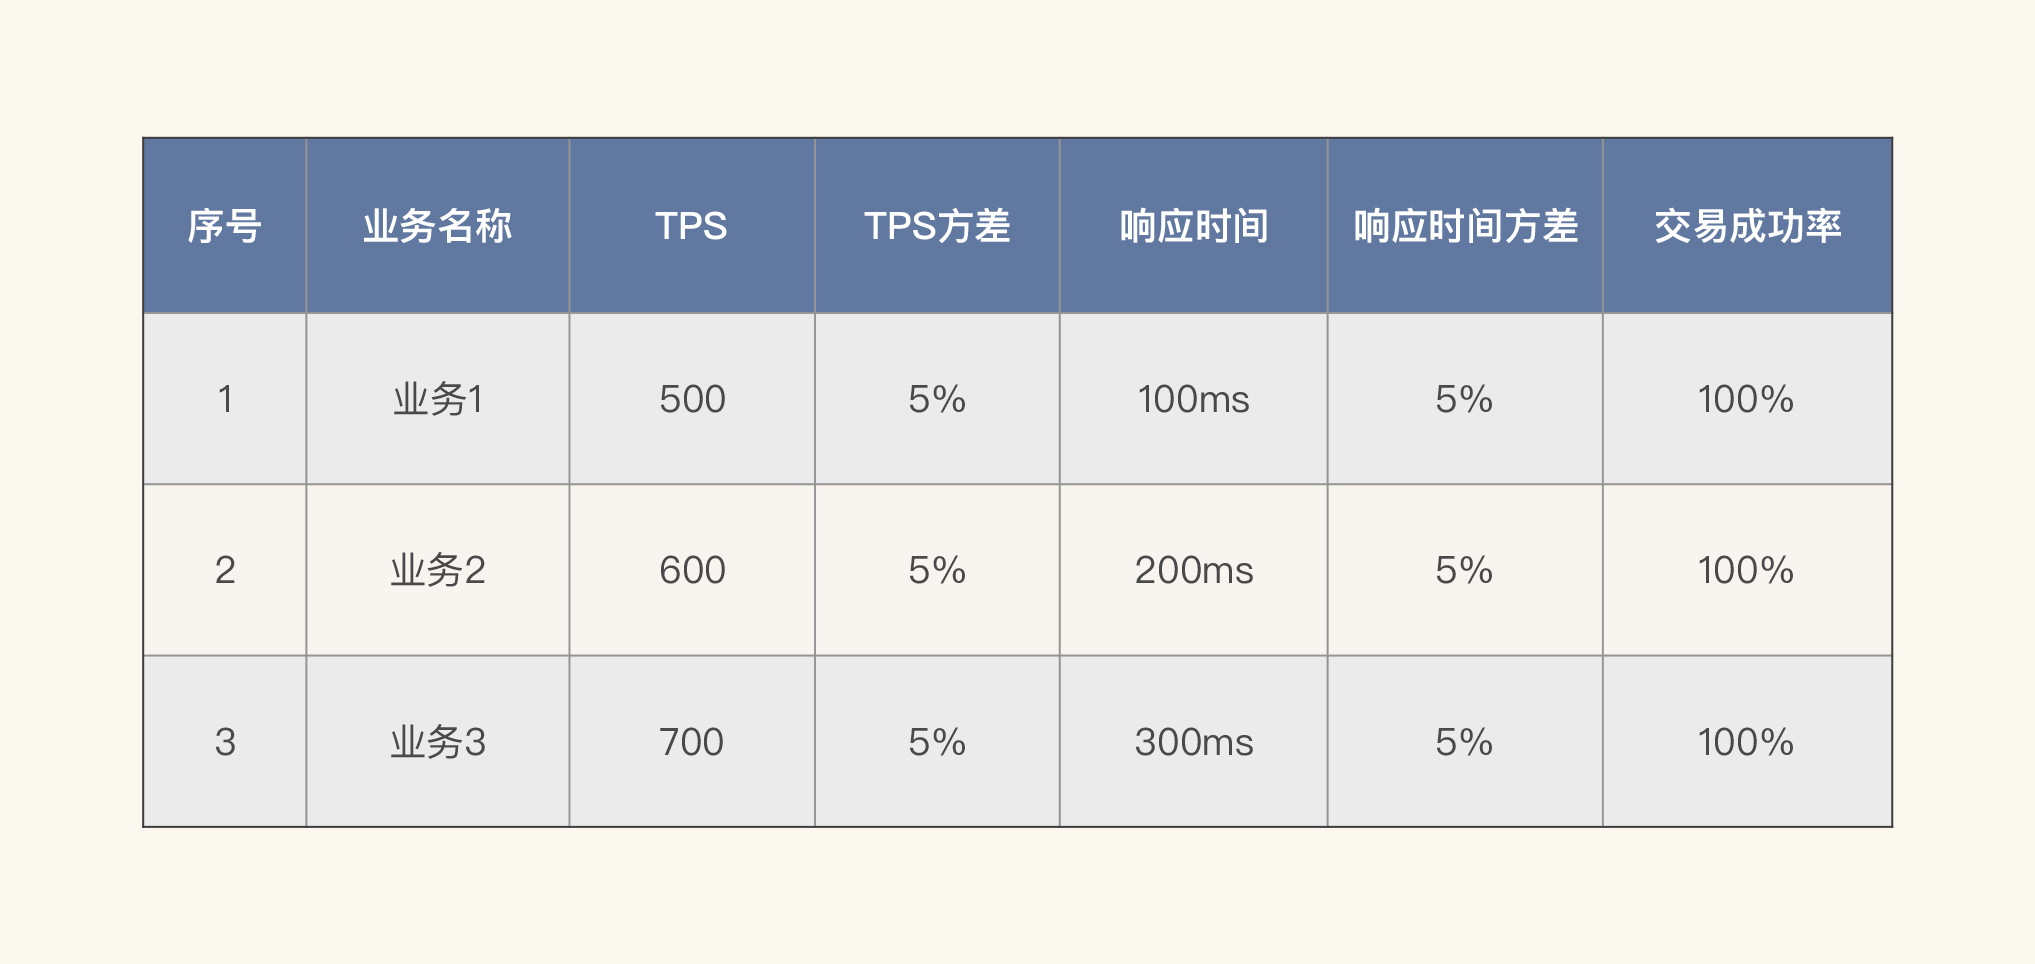 序号 业务名称 TPS TPS方差 响应时间 响应时间方差 交易成功率
1 业务1 500 5% 100ms 5% 100%
2 业务2 600 5% 200ms 5% 100%
3 业务3 700 5% 300ms 5% 100%